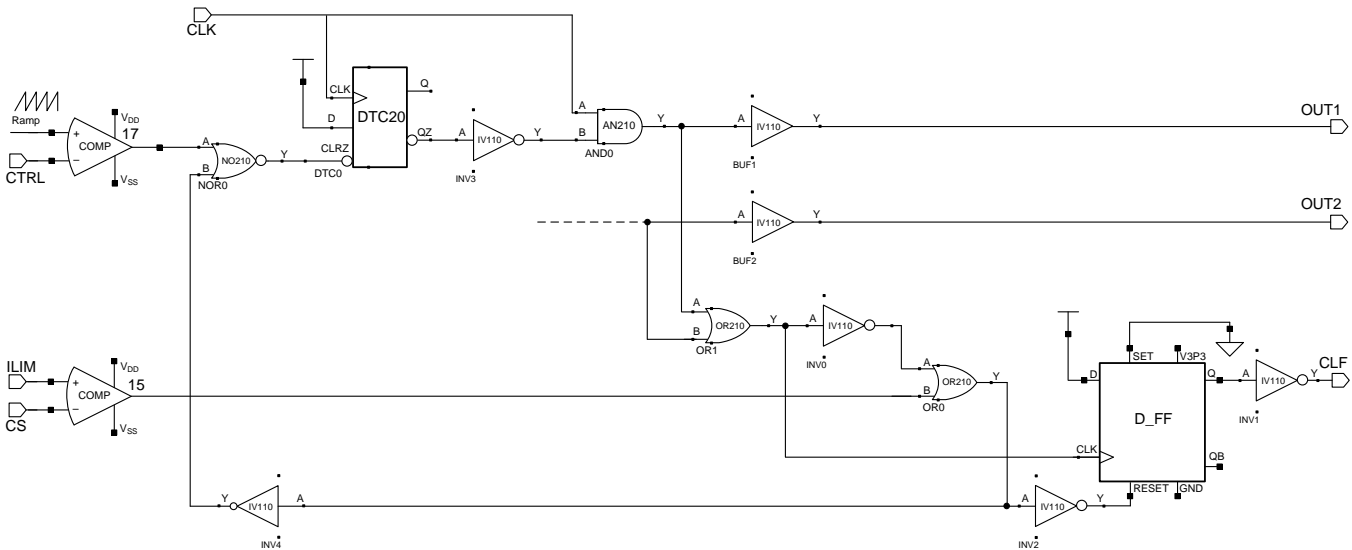 CLK
OUT1
Ramp
V_DD
17
COMP
+
−
CTRL
V_SS
A
B
NO210
Y
NOR0
CLK
D
CLRZ
DTC20
Q
QZ
DTC0
A
IV110
Y
INV3
A
B
AN210
Y
AND0
A
IV110
Y
BUF1
OUT2
A
IV110
Y
BUF2
A
B
OR210
Y
OR1
A
IV110
Y
INV0
A
B
OR210
Y
OR0
ILIM
V_DD
15
COMP
+
−
CS
V_SS
SET
V3P3
D
Q
D_FF
CLK
QB
RESET
GND
A
IV110
Y
INV1
CLF
Y
IV110
A
INV4
A
IV110
Y
INV2